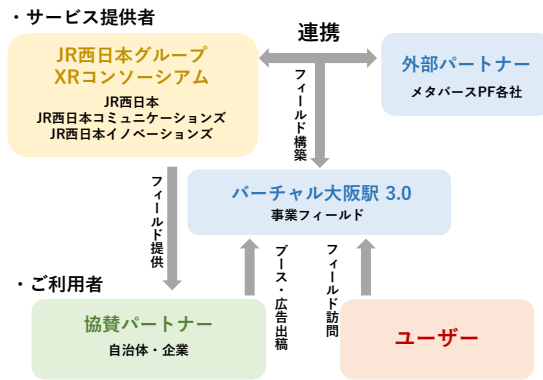 ・サービス提供者
JR西日本グループ
XRコンソーシアム
JR西日本
JR西日本コミュニケーションズ
JR西日本イノベーションズ
連携
外部パートナー
メタバースPF各社
フィールド構築
バーチャル大阪駅 3.0
事業フィールド
フィールド提供
ブース・広告出稿
フィールド訪問
・ご利用者
協賛パートナー
自治体・企業
ユーザー